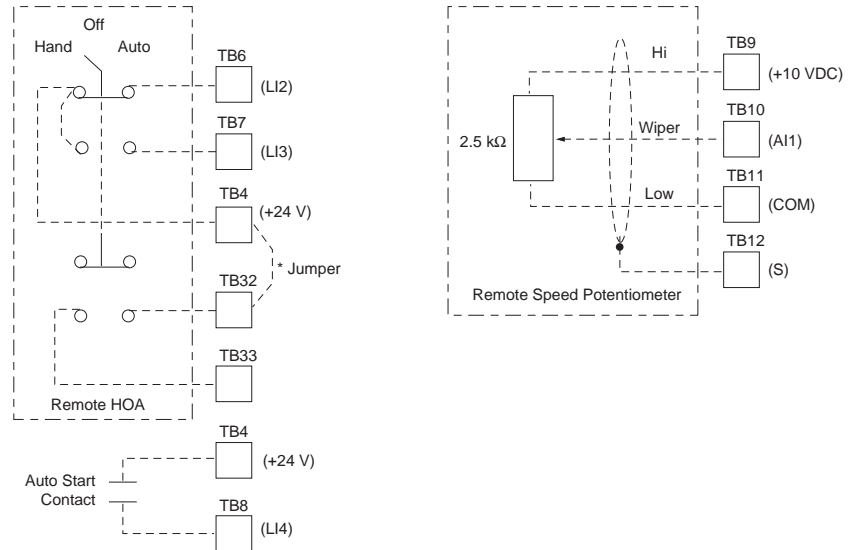 Off
Hand
Auto
TB6
(LI2)
TB7
(LI3)
TB4
(+24 V)
* Jumper
TB32
TB33
Remote HOA
TB4
(+24 V)
Auto Start
Contact
TB8
(LI4)
TB9
Hi
(+10 VDC)
TB10
Wiper
2.5 kΩ
(AI1)
TB11
Low
(COM)
TB12
(S)
Remote Speed Potentiometer